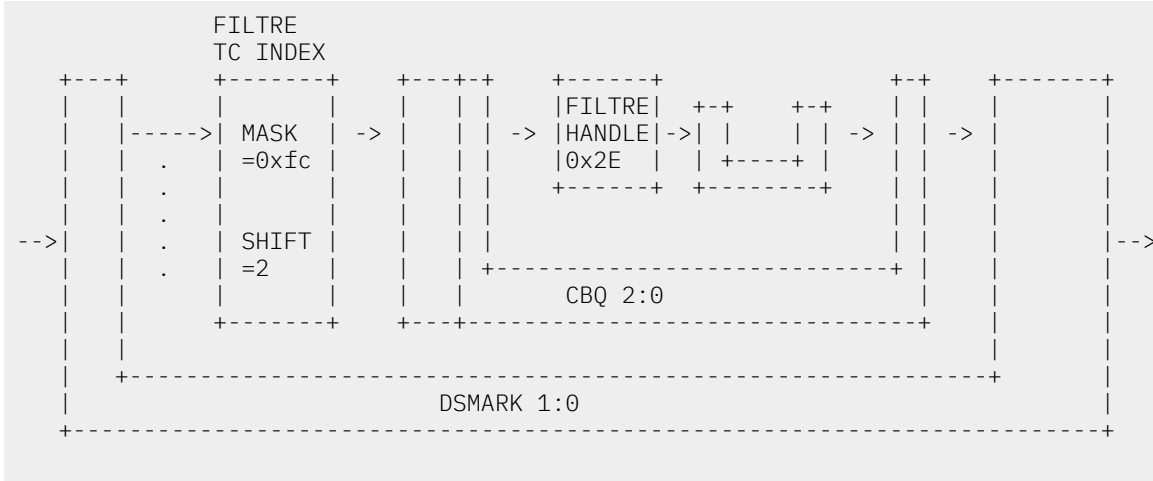 FILTRE
TC INDEX
+---+ +-------+ +---+-+ +------+ +-+ +-------+
| | | | | | | |FILTRE| +-+ +-+ | | | |
| |----->| MASK | -> | | | -> |HANDLE|->| | | | -> | | -> | |
| | . | =0xfc | | | | |0x2E | | +----+ | | | | |
| | . | | | | | +------+ +--------+ | | | |
| | . | | | | | | | | |
-->| | . | SHIFT | | | | | | | |-->
| | . | =2 | | | +----------------------------+ | | |
| | | | | | CBQ 2:0 | | |
| | +-------+ +---+--------------------------------+ | |
| | | |
| +-------------------------------------------------------------+ |
| DSMARK 1:0 |
+-------------------------------------------------------------------------+